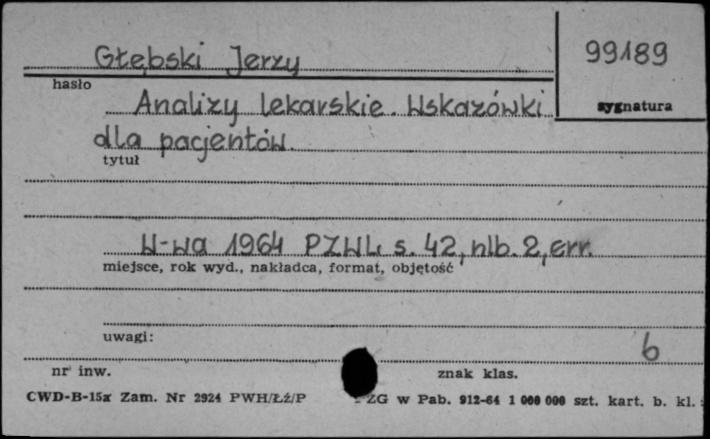 Głębski Jerzy
99189
hasło
sygnatura
Analizy lekarskie. Wskazówki
dla pacjentów.
tytuł
W-wa 1964 PZWL s. 42, nlb. 2, err.
miejsce, rok wyd., nakładca, format, objętość
uwagi:
b
nr inw.
znak klas.
CWD-B-15a Zam. Nr 2924 PWH/Łź/P
ZG w Pab. 912-64 1 000 000 szt. kart. b. kl.